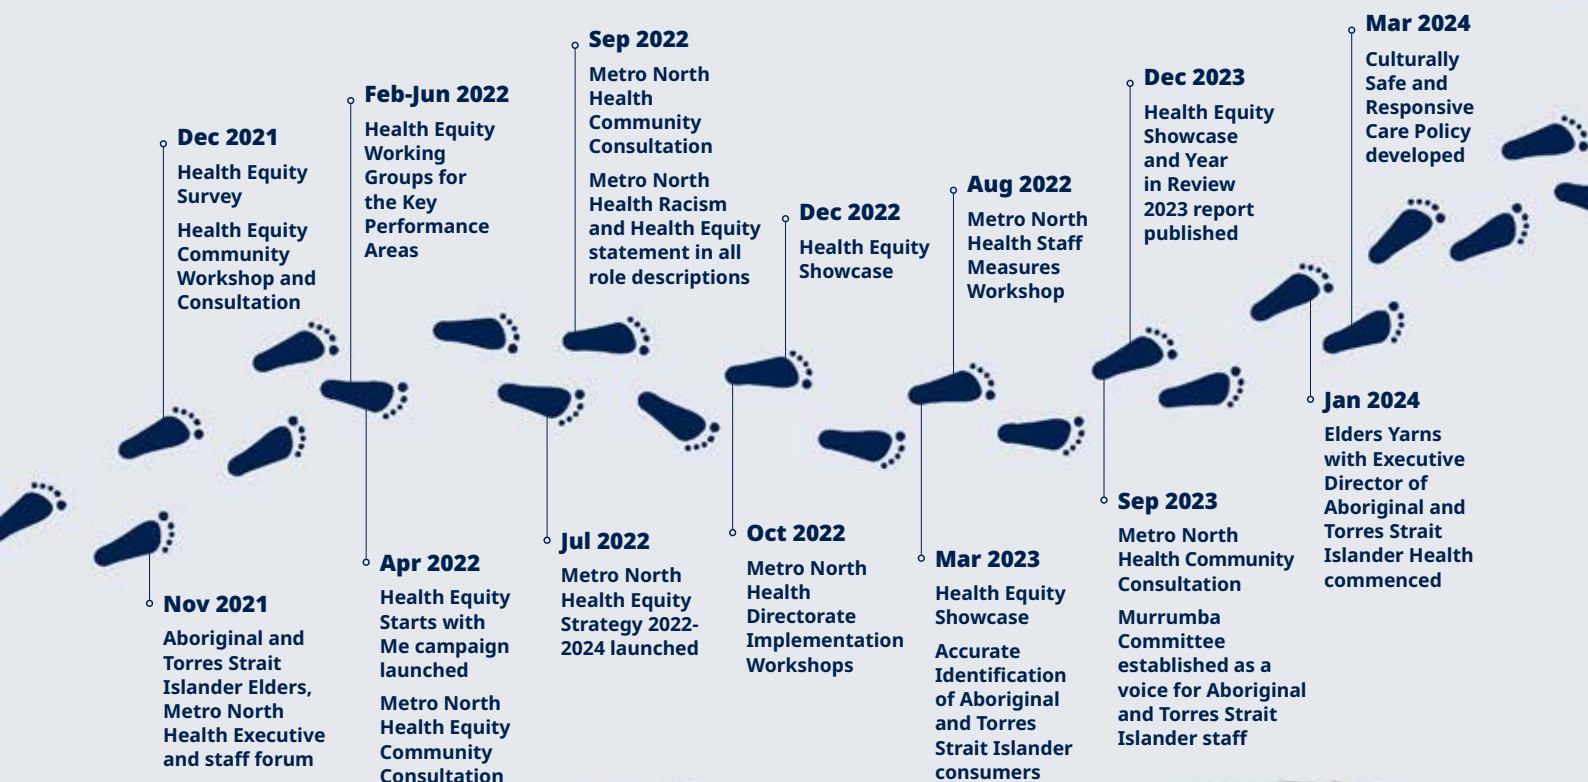 Nov 2021
Aboriginal and
Torres Strait
Islander Elders,
Metro North
Health Executive
and staff forum
Dec 2021
Health Equity
Survey
Health Equity
Community
Workshop and
Consultation
Feb-Jun 2022
Health Equity
Working
Groups for
the Key
Performance
Areas
Apr 2022
Health Equity
Starts with
Me campaign
launched
Metro North
Health Equity
Community
Consultation
Jul 2022
Metro North
Health Equity
Strategy 2022-
2024 launched
Sep 2022
Metro North
Health
Community
Consultation
Metro North
Health Racism
and Health Equity
statement in all
role descriptions
Oct 2022
Metro North
Health
Directorate
Implementation
Workshops
Dec 2022
Health Equity
Showcase
Mar 2023
Health Equity
Showcase
Accurate
Identification
of Aboriginal
and Torres
Strait Islander
consumers
Aug 2022
Metro North
Health Staff
Measures
Workshop
Sep 2023
Metro North
Health Community
Consultation
Murrumba
Committee
established as a
voice for Aboriginal
and Torres Strait
Islander staff
Dec 2023
Health Equity
Showcase
and Year
in Review
2023 report
published
Jan 2024
Elders Yarns
with Executive
Director of
Aboriginal and
Torres Strait
Islander Health
commenced
Mar 2024
Culturally
Safe and
Responsive
Care Policy
developed